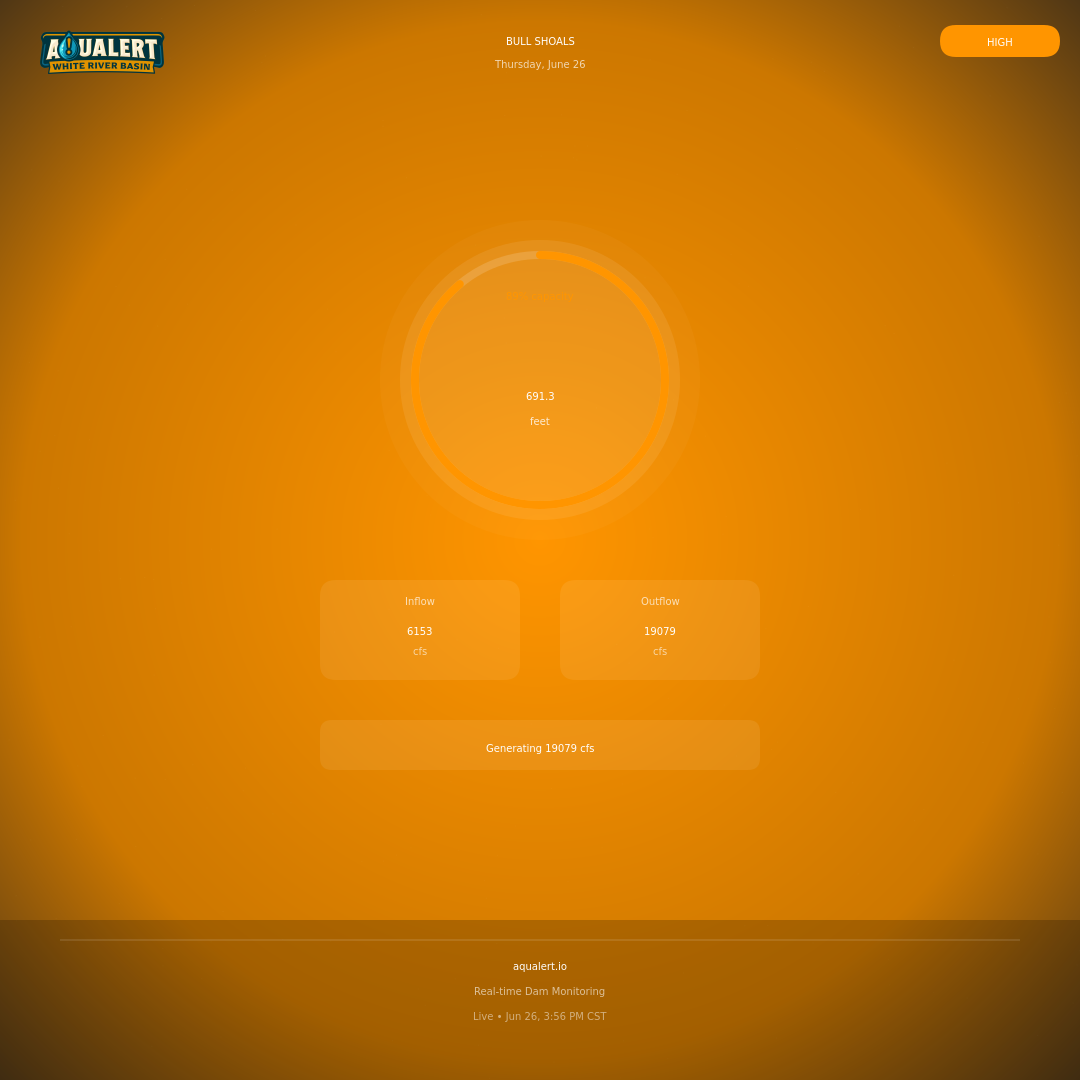 AQUALERT
WHITE RIVER BASIN
BULL SHOALS
Thursday, June 26
HIGH
691.3
feet
Inflow
6153
cfs
Outflow
19079
cfs
Generating 19079 cfs
aqualert.io
Real-time Dam Monitoring
Live • Jun 26, 3:56 PM CST